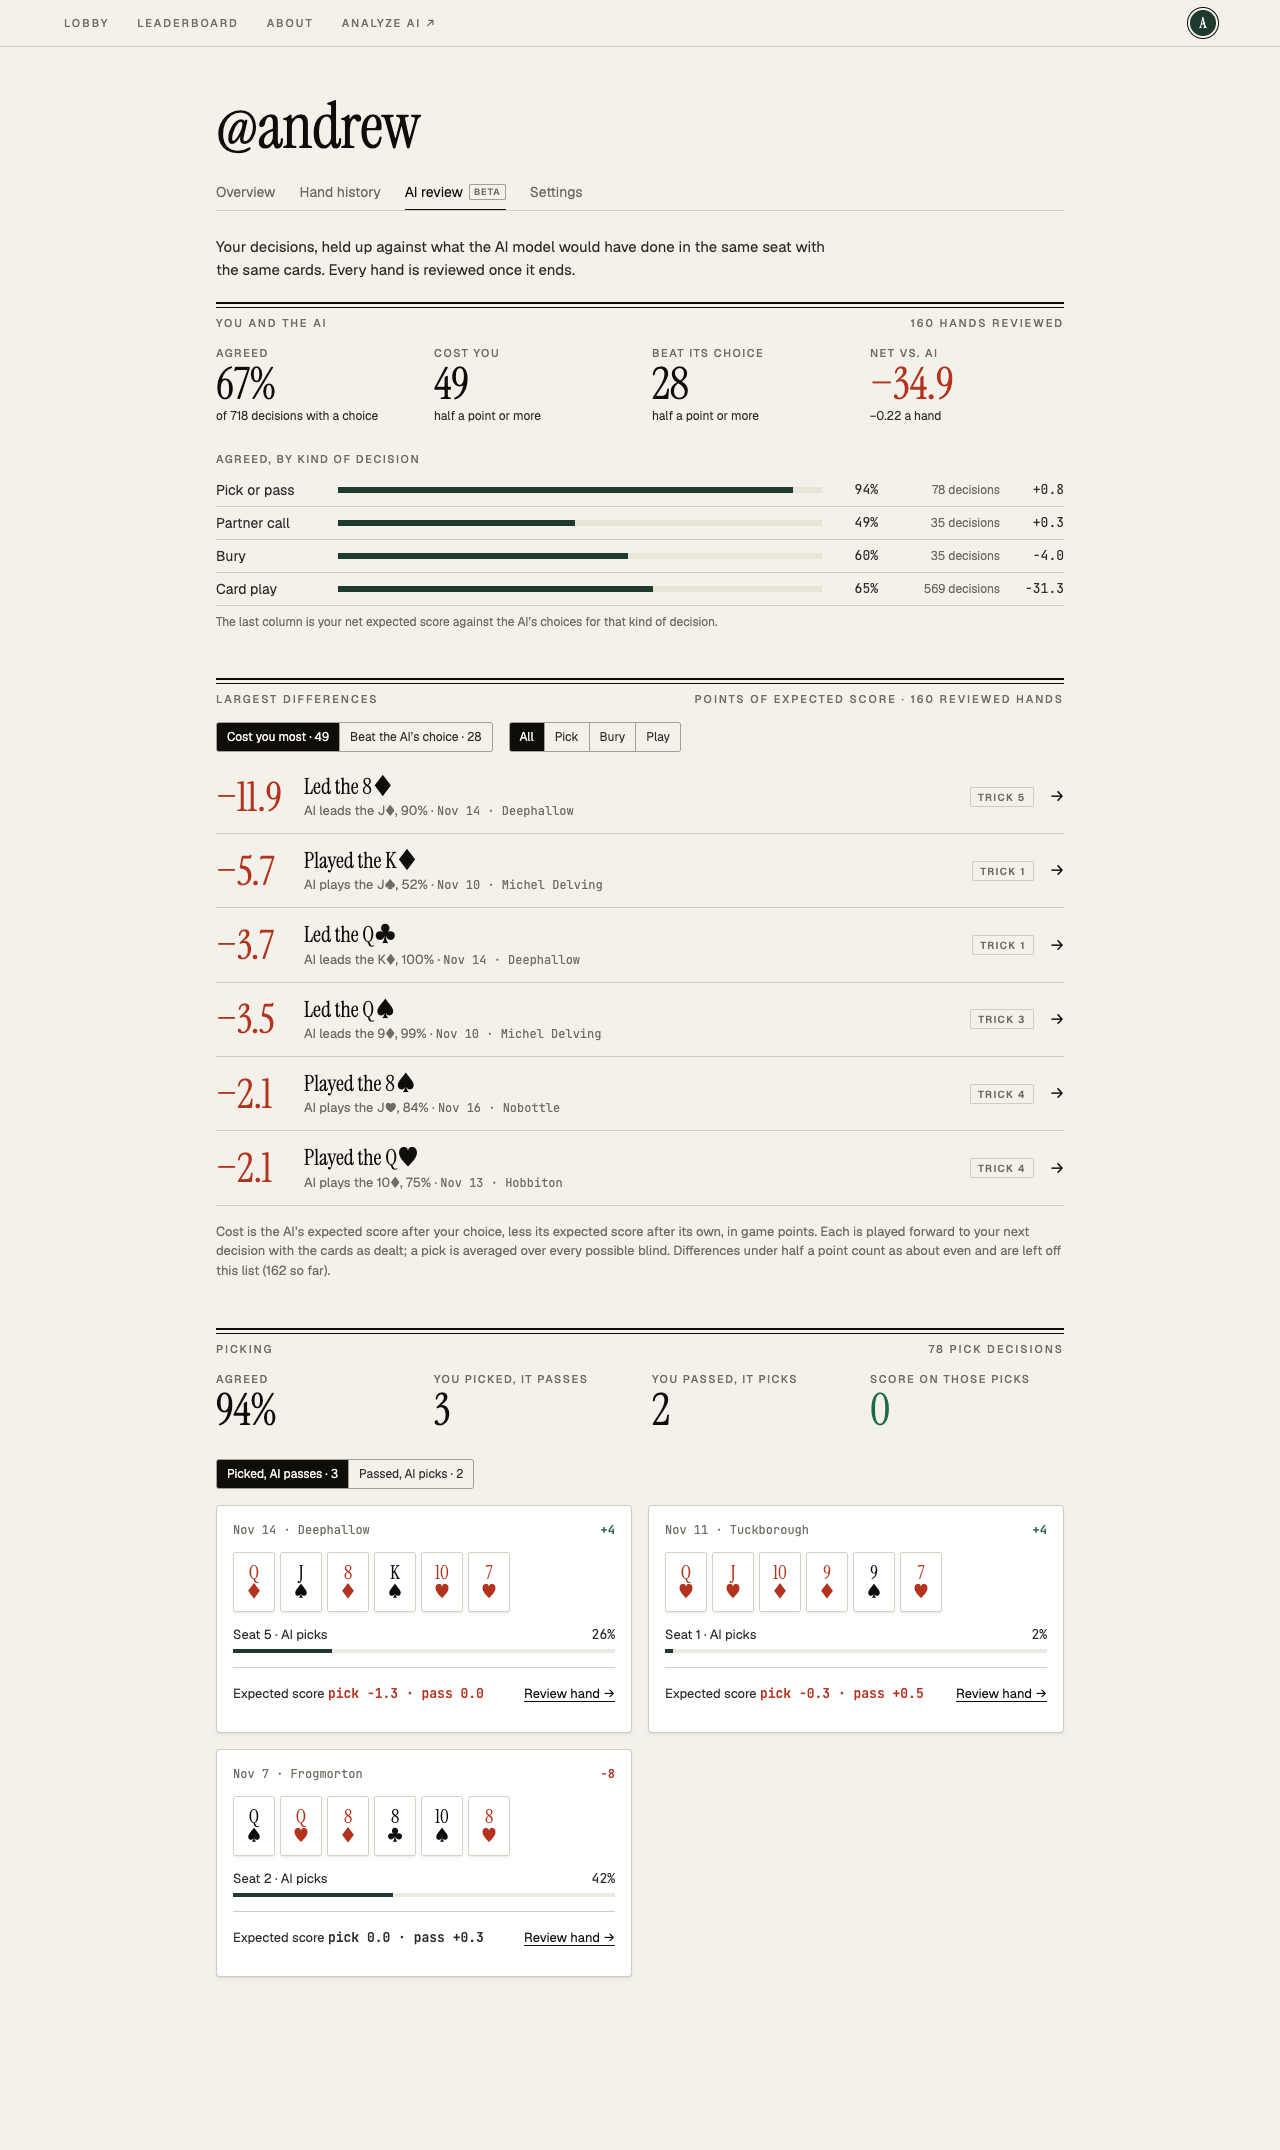 LOBBY LEADERBOARD ABOUT ANALYZE AI ↗ A
@andrew
Overview Hand history AI review BETA Settings
Your decisions, held up against what the AI model would have done in the same seat with
the same cards. Every hand is reviewed once it ends.
YOU AND THE AI 160 HANDS REVIEWED
AGREED COST YOU BEAT ITS CHOICE NET VS. AI
67% 49 28 −34.9
of 718 decisions with a choice half a point or more half a point or more −0.22 a hand
AGREED, BY KIND OF DECISION
Pick or pass 94% 78 decisions +0.8
Partner call 49% 35 decisions +0.3
Bury 60% 35 decisions -4.0
Card play 65% 569 decisions -31.3
The last column is your net expected score against the AI's choices for that kind of decision.
LARGEST DIFFERENCES POINTS OF EXPECTED SCORE · 160 REVIEWED HANDS
Cost you most · 49 Beat the AI's choice · 28 All Pick Bury Play
−11.9 Led the 8♦ TRICK 5 →
AI leads the J♦, 90% · Nov 14 · Deephallow
−5.7 Played the K♦ TRICK 1 →
AI plays the J♠, 52% · Nov 10 · Michel Delving
−3.7 Led the Q♣ TRICK 1 →
AI leads the K♦, 100% · Nov 14 · Deephallow
−3.5 Led the Q♠ TRICK 3 →
AI leads the 9♦, 99% · Nov 10 · Michel Delving
−2.1 Played the 8♠ TRICK 4 →
AI plays the J♥, 84% · Nov 16 · Nobottle
−2.1 Played the Q♥ TRICK 4 →
AI plays the 10♦, 75% · Nov 13 · Hobbiton
Cost is the AI's expected score after your choice, less its expected score after its own, in game points. Each is played forward to your next
decision with the cards as dealt; a pick is averaged over every possible blind. Differences under half a point count as about even and are left off
this list (162 so far).
PICKING 78 PICK DECISIONS
AGREED YOU PICKED, IT PASSES YOU PASSED, IT PICKS SCORE ON THOSE PICKS
94% 3 2 0
Picked, AI passes · 3 Passed, AI picks · 2
Nov 14 · Deephallow +4
Q♦ J♠ 8♦ K♠ 10♥ 7♥
Seat 5 · AI picks 26%
Expected score pick -1.3 · pass 0.0 Review hand →
Nov 11 · Tuckborough +4
Q♥ J♥ 10♦ 9♦ 9♠ 7♥
Seat 1 · AI picks 2%
Expected score pick -0.3 · pass +0.5 Review hand →
Nov 7 · Frogmorton -8
Q♠ Q♥ 8♦ 8♣ 10♠ 8♥
Seat 2 · AI picks 42%
Expected score pick 0.0 · pass +0.3 Review hand →